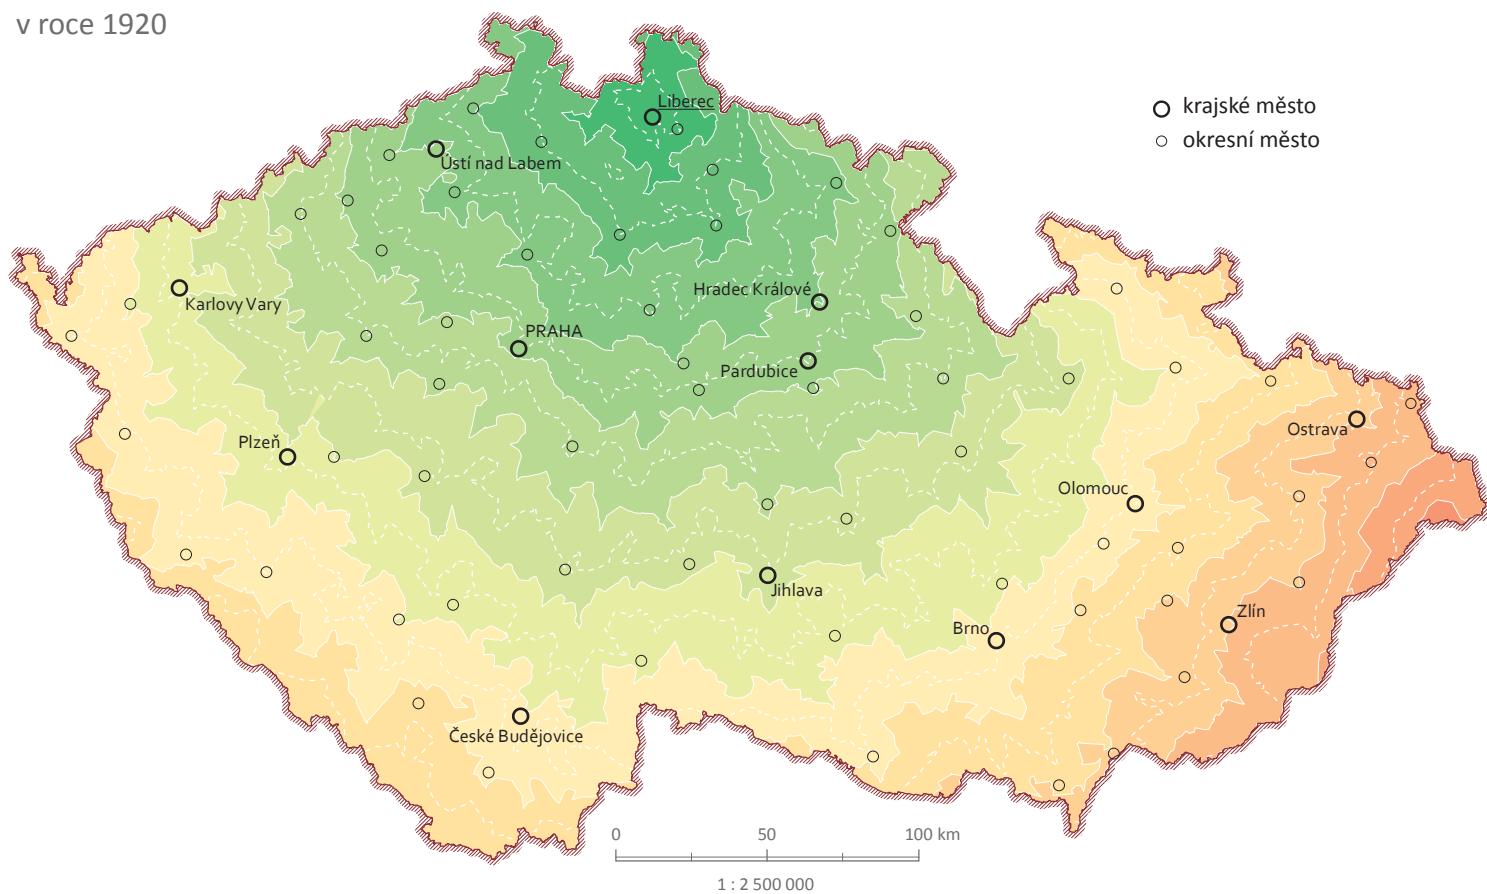 v roce 1920
Liberec
krajské město
okresní město
Ústí nad Labem
Hradec Králové
Karlovy Vary
PRAHA
Pardubice
Plzeň
Ostrava
Olomouc
Jihlava
Zlín
Brno
České Budějovice
0 50 100 km
1 : 2 500 000